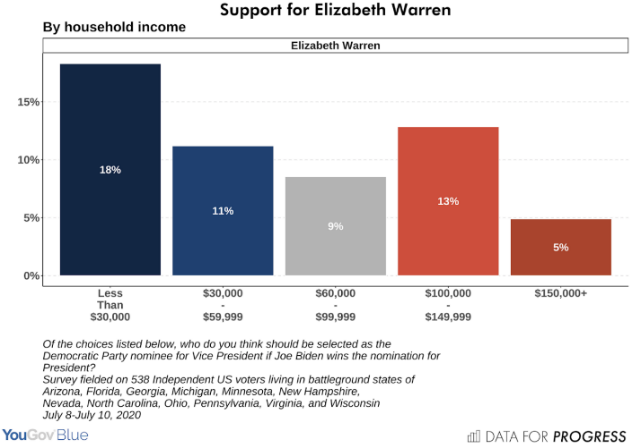 Support for Elizabeth Warren
By household income
Elizabeth Warren
15%
10%
5%
0%
18%
11%
9%
13%
5%
Less
Than
$30,000
$30,000
-
$59,999
$60,000
-
$99,999
$100,000
-
$149,999
$150,000+
Of the choices listed below, who do you think should be selected as the
Democratic Party nominee for Vice President if Joe Biden wins the nomination for
President?
Survey fielded on 538 Independent US voters living in battleground states of
Arizona, Florida, Georgia, Michigan, Minnesota, New Hampshire,
Nevada, North Carolina, Ohio, Pennsylvania, Virginia, and Wisconsin
July 8-July 10, 2020
YouGov Blue
DATA FOR PROGRESS